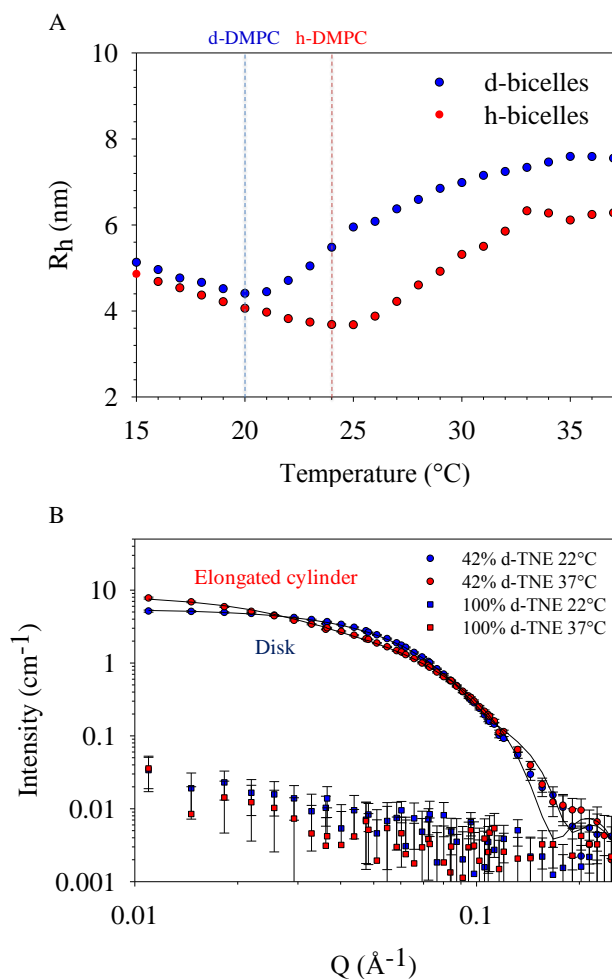 A
d-DMPC h-DMPC
10
8
6
4
2
R_h (nm)
d-bicelles
h-bicelles
15 20 25 30 35
Temperature (°C)
B
42% d-TNE 22°C
42% d-TNE 37°C
100% d-TNE 22°C
100% d-TNE 37°C
Elongated cylinder
Disk
10
1
0.1
0.01
0.001
Intensity (cm⁻¹)
0.01 0.1
Q (Å⁻¹)